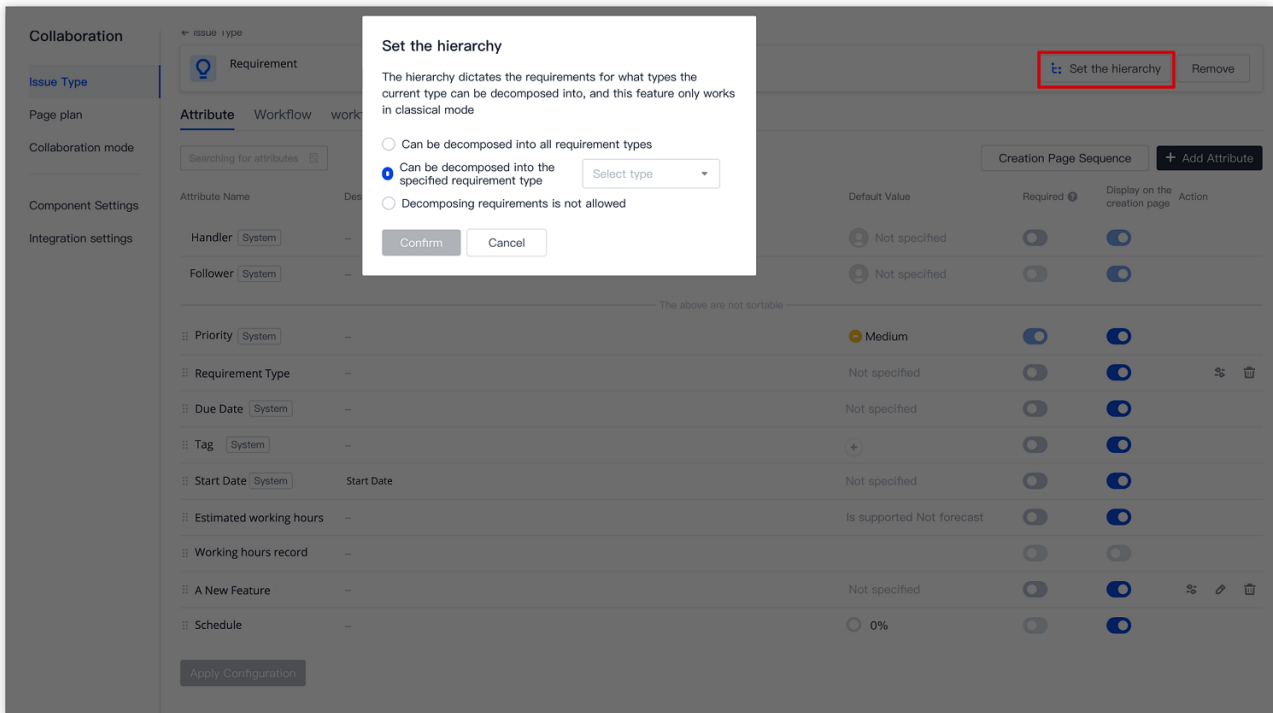 Collaboration
Issue Type
Page plan
Collaboration mode
Component Settings
Integration settings
← Issue Type
Requirement
Set the hierarchy
Remove
Attribute
Workflow
Searching for attributes
Creation Page Sequence
+ Add Attribute
Attribute Name
Default Value
Required
Display on the
creation page
Action
Handler System – Not specified
Follower System – Not specified
The above are not sortable
Priority System – Medium
Requirement Type – Not specified
Due Date System – Not specified
Tag System – +
Start Date System Start Date Not specified
Estimated working hours – Is supported Not forecast
Working hours record –
A New Feature – Not specified
Schedule – 0%
Apply Configuration
Set the hierarchy
The hierarchy dictates the requirements for what types the
current type can be decomposed into, and this feature only works
in classical mode
Can be decomposed into all requirement types
Can be decomposed into the
specified requirement type
Select type
Decomposing requirements is not allowed
Confirm
Cancel